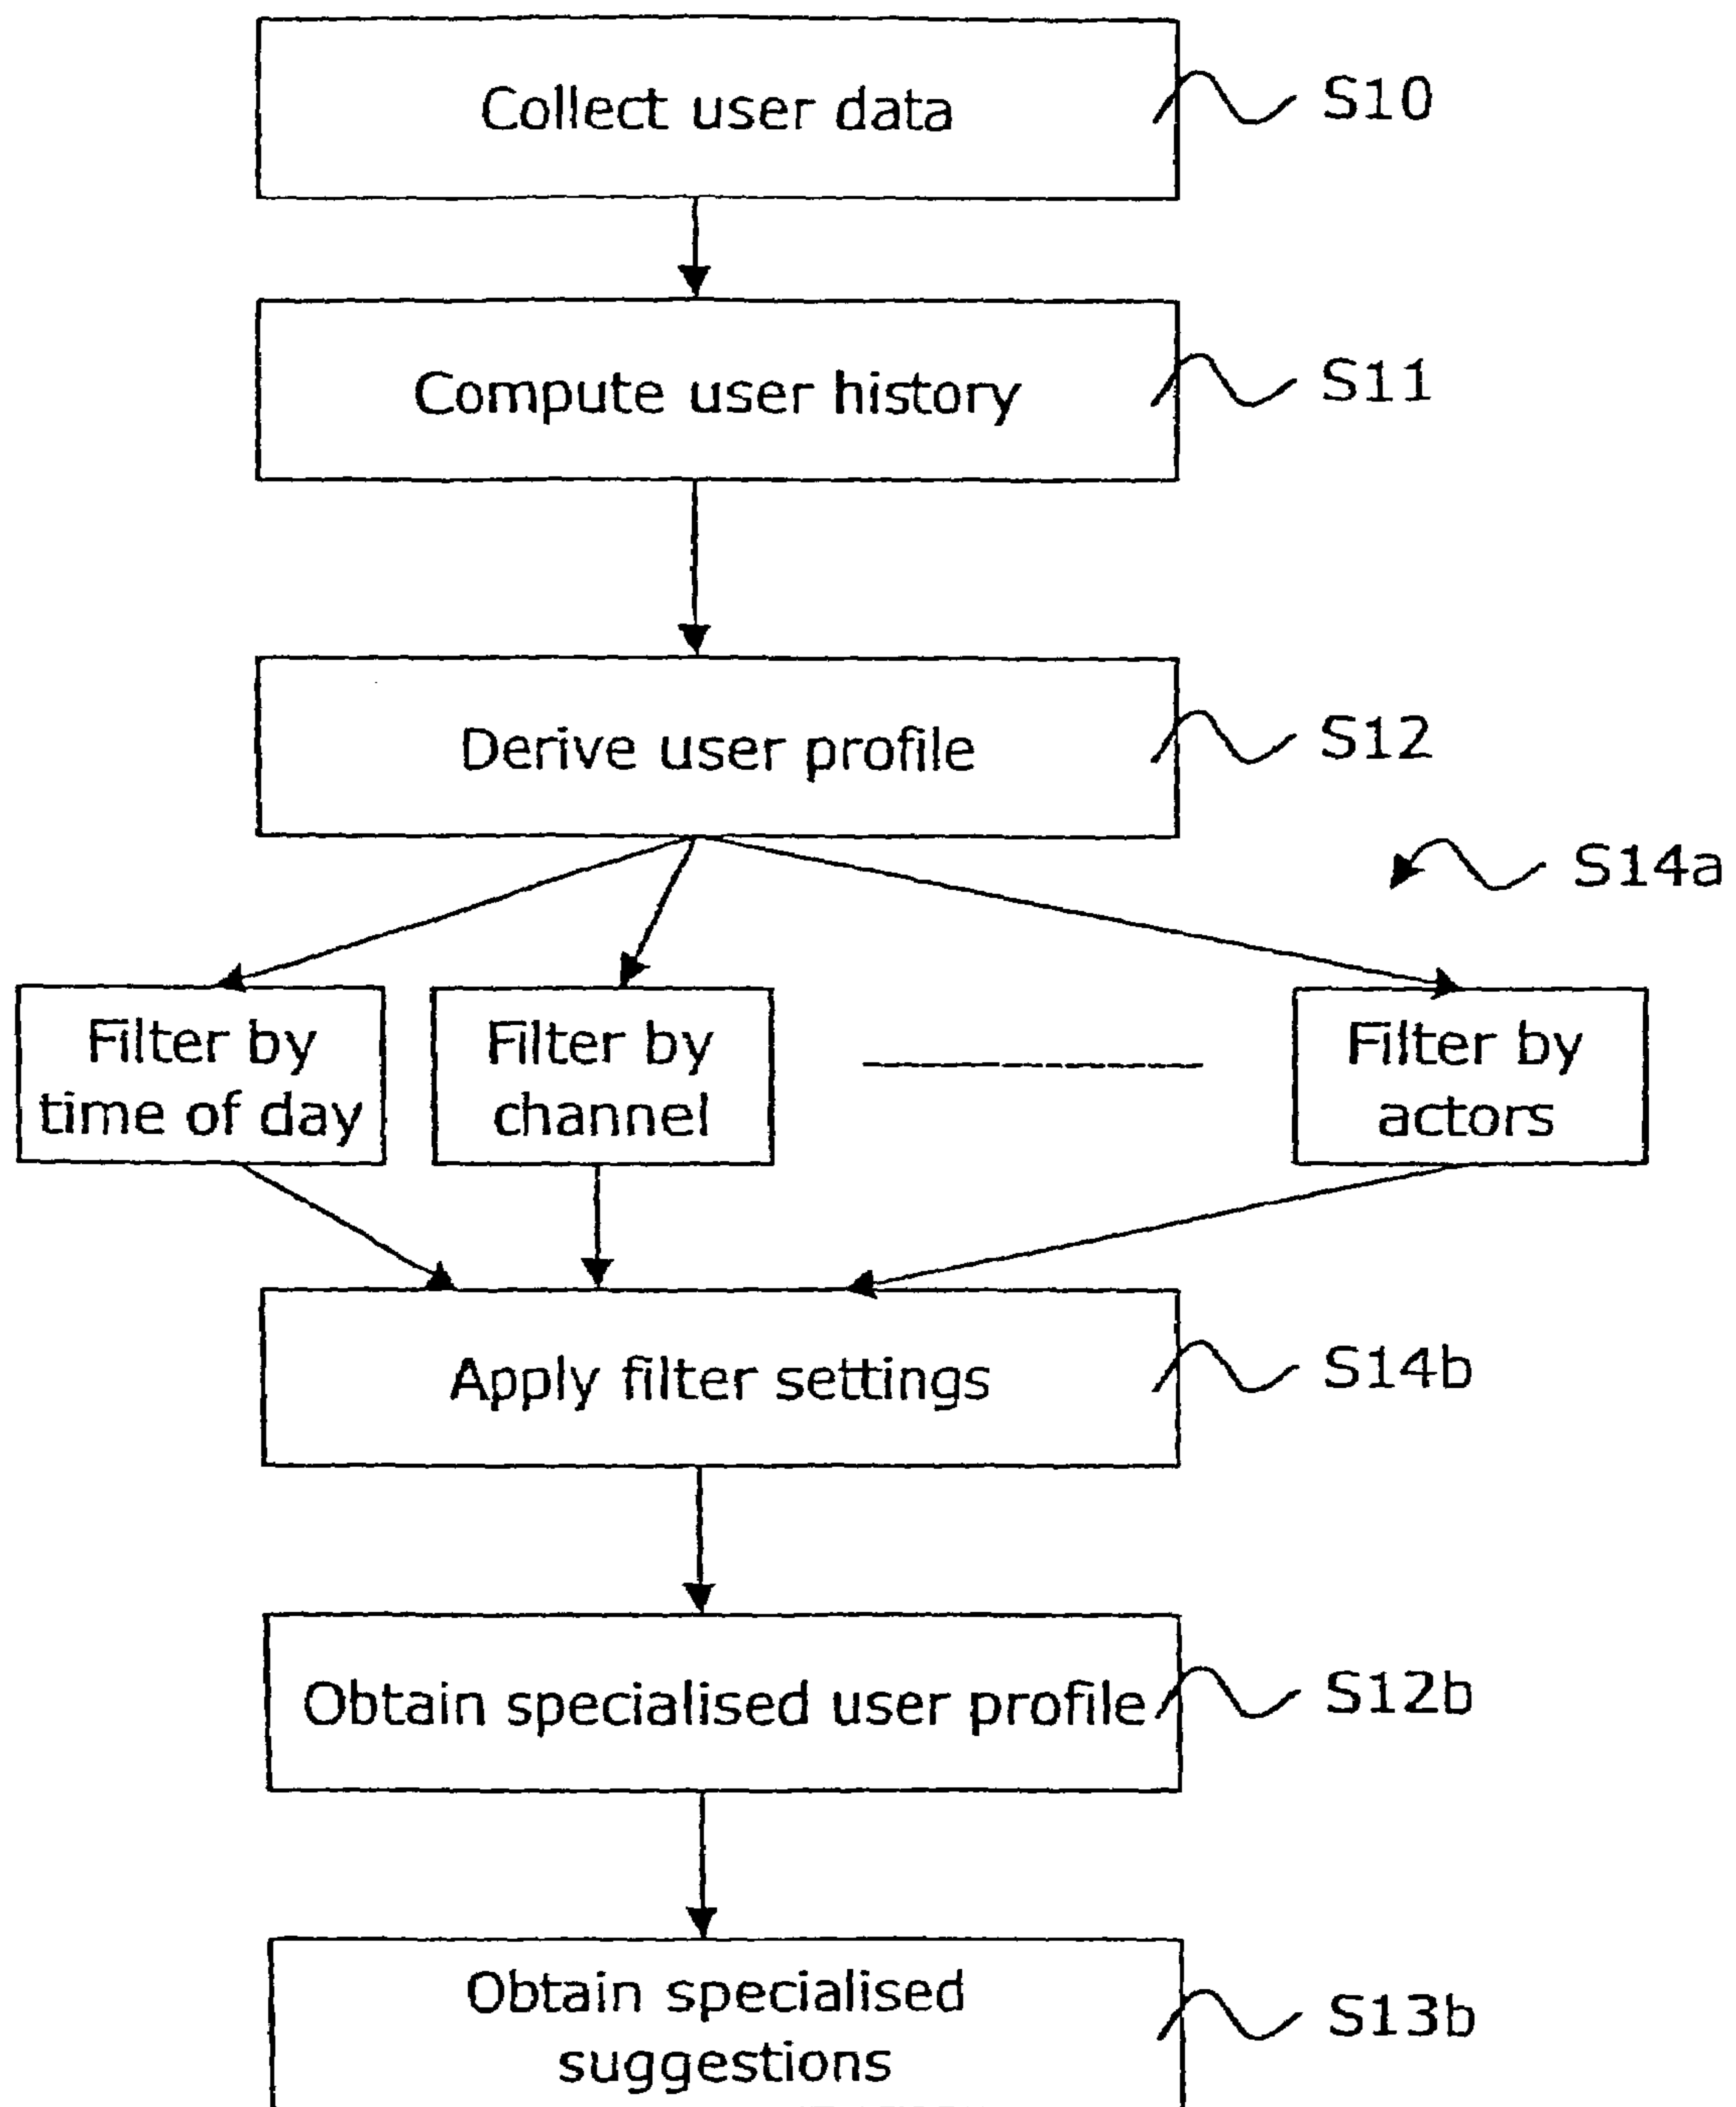 Collect user data
S10
Compute user history
S11
Derive user profile
S12
S14a
Filter by
time of day
Filter by
channel
Filter by
actors
Apply filter settings
S14b
Obtain specialised user profile
S12b
Obtain specialised
suggestions
S13b